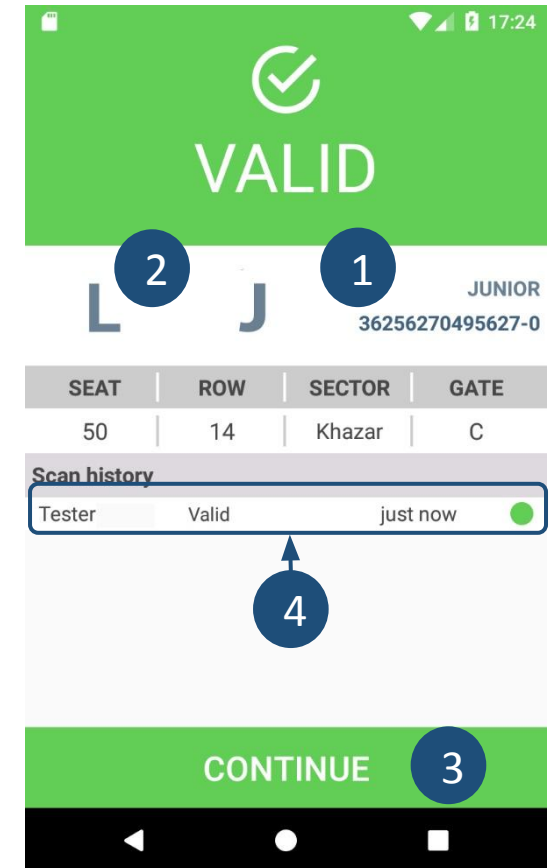 17:24
VALID
2
1
L J
JUNIOR
36256270495627-0
SEAT ROW SECTOR GATE
50 14 Khazar C
Scan history
Tester Valid just now
4
CONTINUE 3